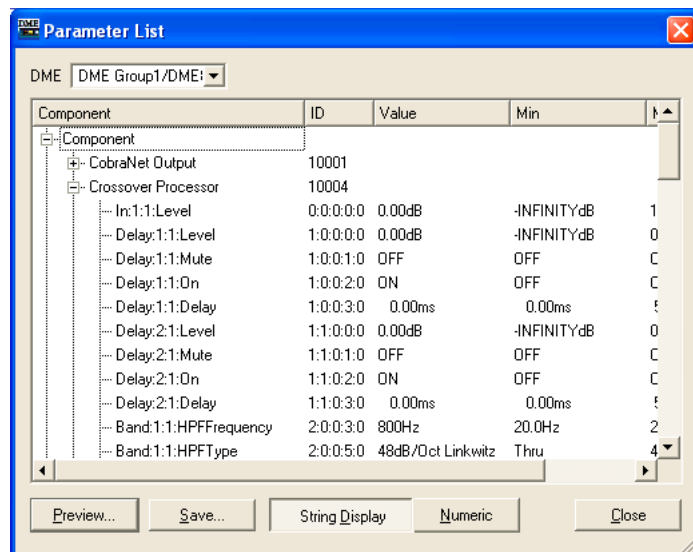 DME Parameter List
DME DME Group1/DME
Component ID Value Min
Component
CobraNet Output 10001
Crossover Processor 10004
In:1:1:Level 0:0:0:0:0 0.00dB -INFINITYdB 1
Delay:1:1:Level 1:0:0:0:0 0.00dB -INFINITYdB 0
Delay:1:1:Mute 1:0:0:1:0 OFF OFF
Delay:1:1:On 1:0:0:2:0 ON OFF
Delay:1:1:Delay 1:0:0:3:0 0.00ms 0.00ms
Delay:2:1:Level 1:1:0:0:0 0.00dB -INFINITYdB 0
Delay:2:1:Mute 1:1:0:1:0 OFF OFF
Delay:2:1:On 1:1:0:2:0 ON OFF
Delay:2:1:Delay 1:1:0:3:0 0.00ms 0.00ms
Band:1:1:HPFFrequency 2:0:0:3:0 800Hz 20.0Hz 2
Band:1:1:HPFType 2:0:0:5:0 48dB/Oct Linkwitz Thru 4
Preview... Save... String Display Numeric Close